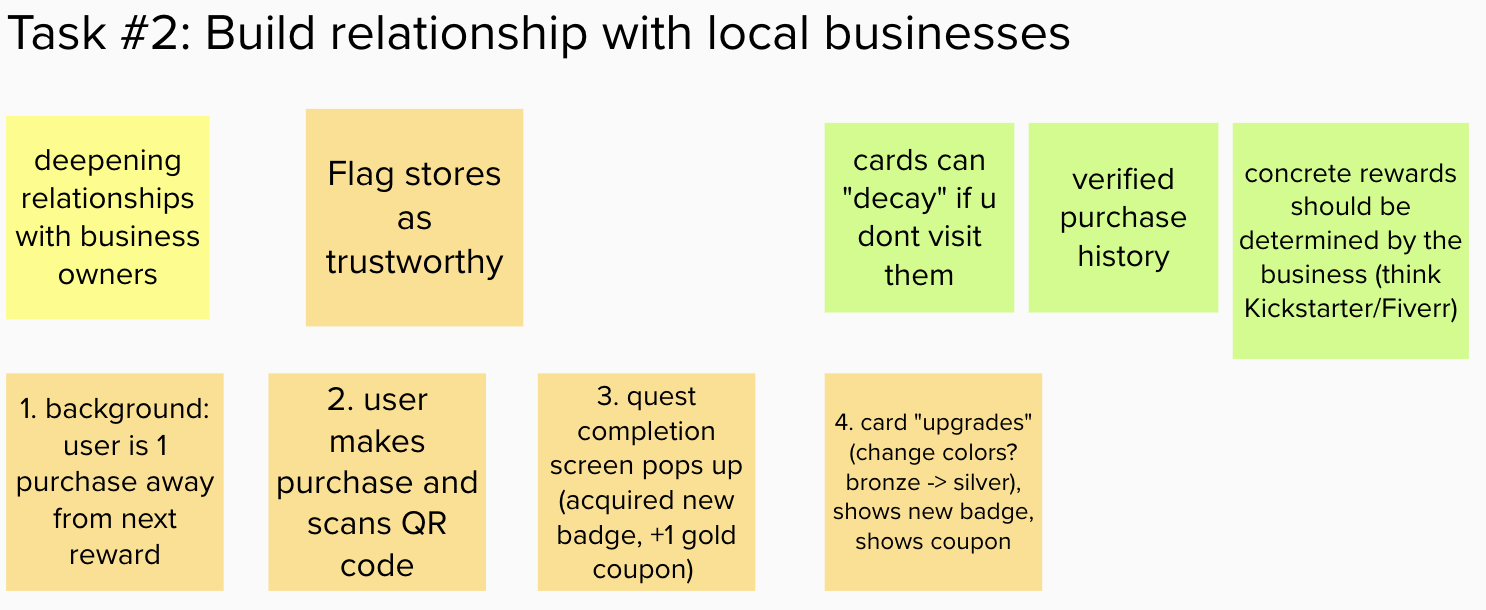 Task #2: Build relationship with local businesses
deepening
relationships
with business
owners
Flag stores
as
trustworthy
cards can
"decay" if u
dont visit
them
verified
purchase
history
concrete rewards
should be
determined by the
business (think
Kickstarter/Fiverr)
1. background:
user is 1
purchase away
from next
reward
2. user
makes
purchase and
scans QR
code
3. quest
completion
screen pops up
(acquired new
badge, +1 gold
coupon)
4. card "upgrades"
(change colors?
bronze -> silver),
shows new badge,
shows coupon